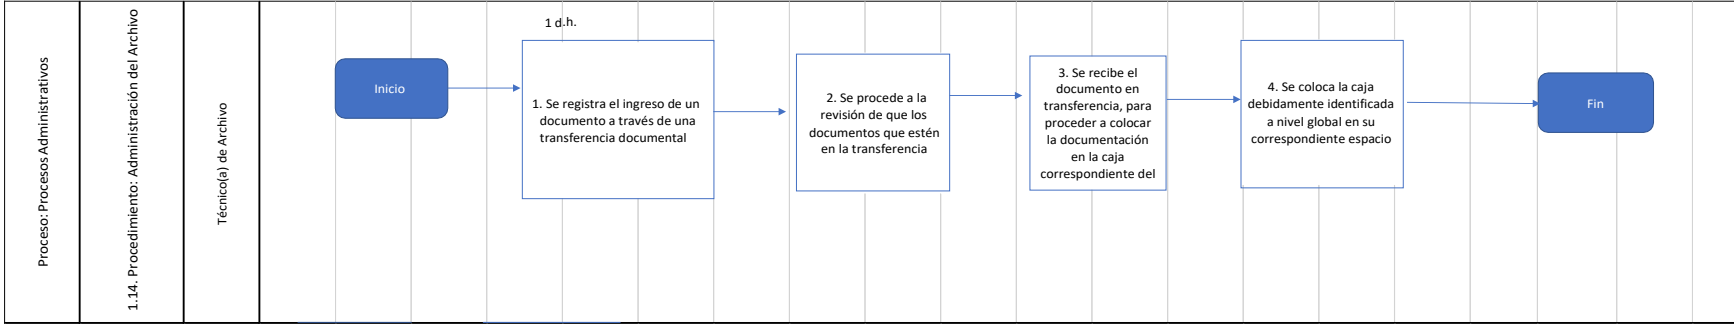 Proceso: Procesos Administrativos
1.14. Procedimiento: Administración del Archivo
Técnico(a) de Archivo
1 d.h.
Inicio
1. Se registra el ingreso de un
documento a través de una
transferencia documental
2. Se procede a la
revisión de que los
documentos que estén
en la transferencia
3. Se recibe el
documento en
transferencia, para
proceder a colocar
la documentación
en la caja
correspondiente del
4. Se coloca la caja
debidamente identificada
a nivel global en su
correspondiente espacio
Fin